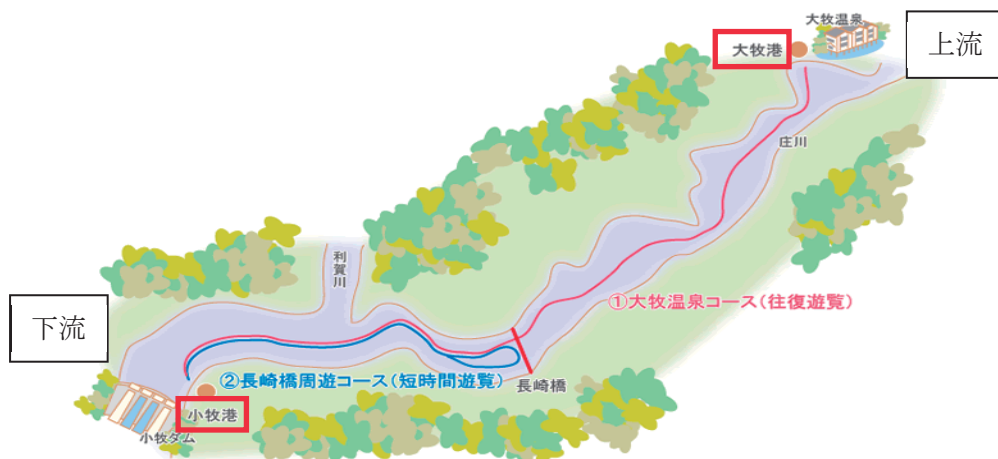 大牧温泉
大牧港
上流
庄川
利賀川
①大牧温泉コース(往復遊覧)
下流
②長崎橋周遊コース(短時間遊覧)
長崎橋
小牧港
小牧ダム